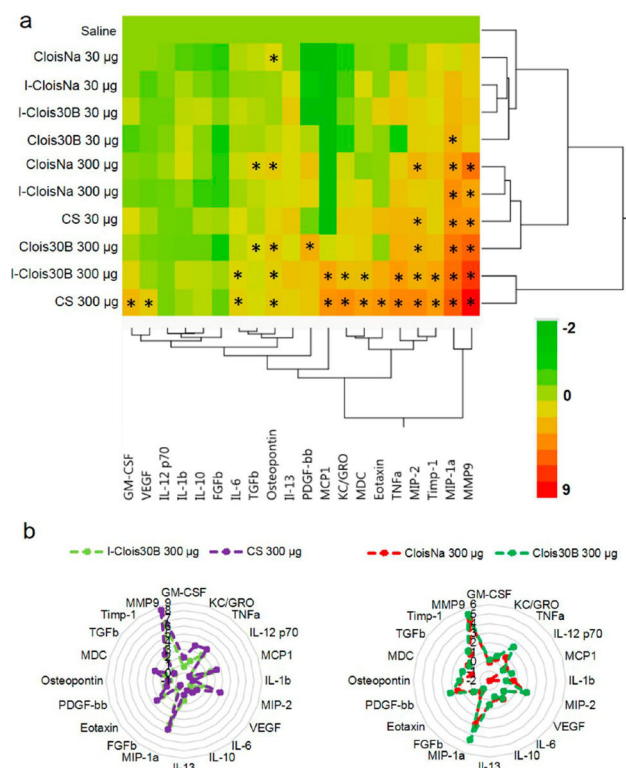 a
Saline
CloisNa 30 µg
I-CloisNa 30 µg
I-Clois30B 30 µg
Clois30B 30 µg
CloisNa 300 µg
I-CloisNa 300 µg
CS 30 µg
Clois30B 300 µg
I-Clois30B 300 µg
CS 300 µg
-2
0
9
GM-CSF
VEGF
IL-12 p70
IL-1b
IL-10
FGFb
IL-6
TGFb
Osteopontin
Il-13
PDGF-bb
MCP1
KC/GRO
MDC
Eotaxin
TNFa
MIP-2
Timp-1
MIP-1a
MMP9
b
I-Clois30B 300 µg CS 300 µg
GM-CSF
KC/GRO
TNFa
IL-12 p70
MCP1
IL-1b
MIP-2
VEGF
IL-6
IL-10
IL-13
MIP-1a
FGFb
Eotaxin
PDGF-bb
Osteopontin
MDC
TGFb
Timp-1
MMP9
CloisNa 300 µg Clois30B 300 µg
GM-CSF
KC/GRO
TNFa
IL-12 p70
MCP1
IL-1b
MIP-2
VEGF
IL-6
IL-10
IL-13
MIP-1a
FGFb
Eotaxin
PDGF-bb
Osteopontin
MDC
TGFb
Timp-1
MMP9